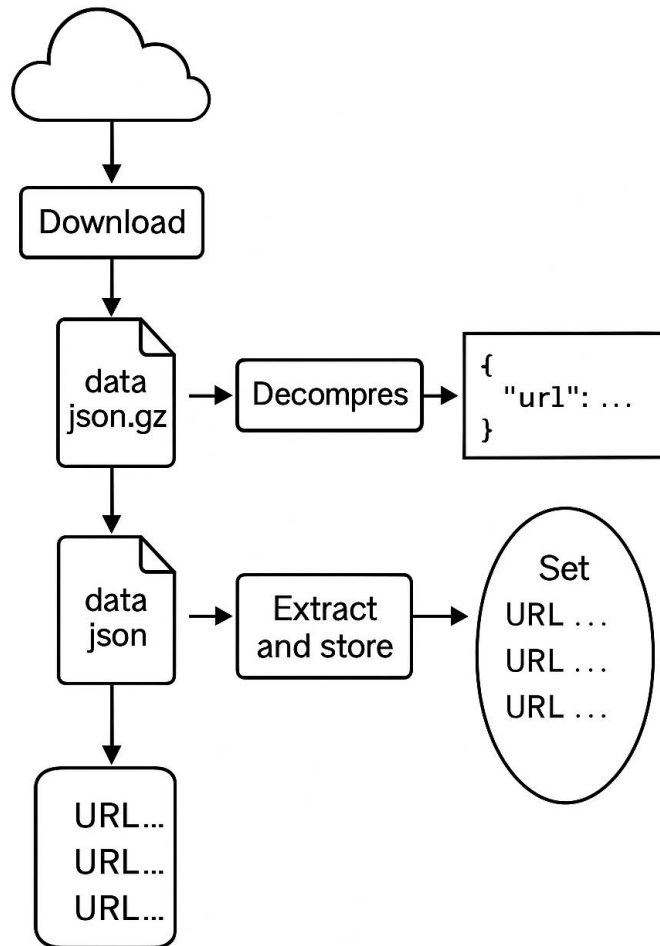 Download
data
json.gz
Decompres
{
"url": ...
}
data
json
Extract
and store
Set
URL ...
URL ...
URL ...
URL...
URL...
URL...